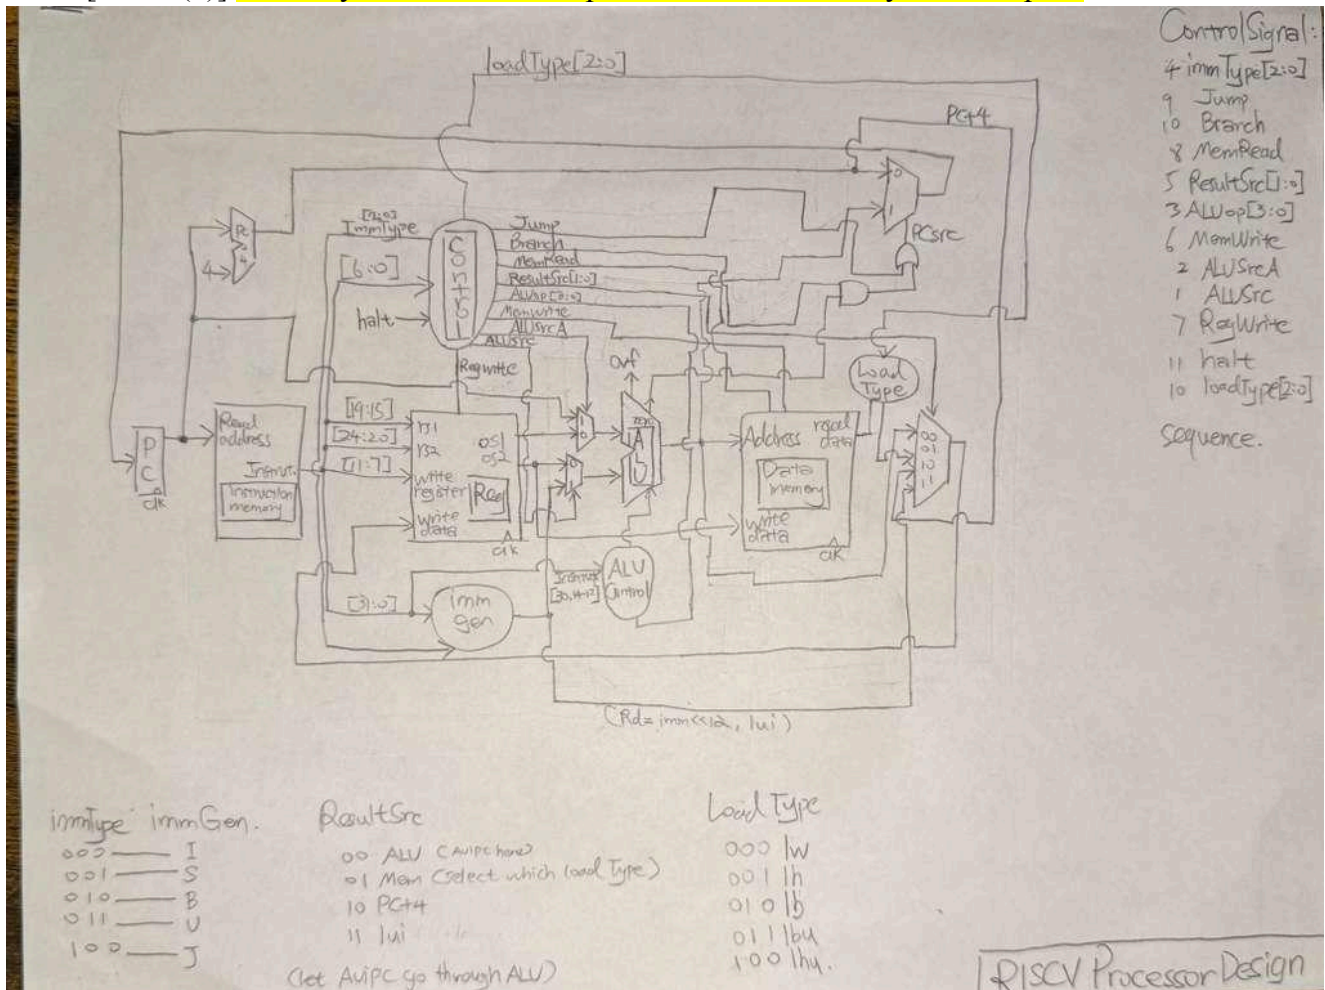 loadType[2:0]
PC+4
ControlSignal:
4 immType[2:0]
9 Jump
10 Branch
8 MemRead
5 ResultSrc[1:0]
3 ALUop[3:0]
6 MemWrite
2 ALUSrcA
1 ALUSrc
7 RegWrite
11 halt
10 loadType[2:0]
sequence.
[2:0]
ImmType
[6:0]
halt
Control
Jump
Branch
MemRead
ResultSrc[1:0]
MemWrite
ALUSrcA
ALUSrc
RegWrite
PCsrc
0
1
4
ovf
Load
Type
PC
clk
Read
address
Instruction
memory
[19:15]
[24:20]
[11:7]
rs1
rs2
write
register
Reg
write
data
clk
ALU
Address
read
data
Data
memory
write
data
clk
00
01
10
11
[31:0]
imm
gen
ALU
Control
(Rd=imm<<12, lui)
immType immGen.
000 — I
001 — S
010 — B
011 — U
100 — J
ResultSrc
00 ALU (AUIPC here)
01 Mem (select which load Type)
10 PC+4
11 lui
(let AuiPC go through ALU)
Load Type
000 lw
001 lh
010 lb
011 lbu
100 lhu.
RISCV Processor Design